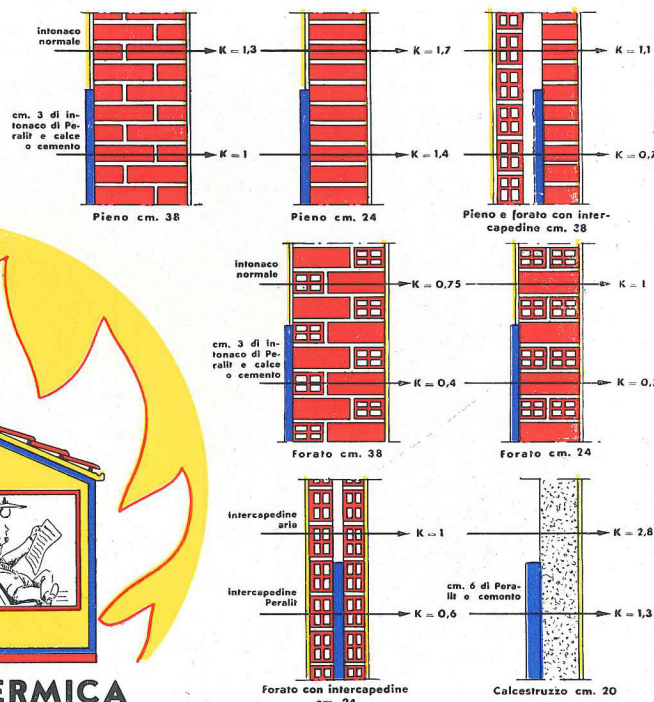 intonaco
normale
K = 1,3
K = 1,7
K = 1,1
cm. 3 di in-
tonaco di Pe-
ralit e calce
o cemento
K = 1
K = 1,4
Pieno cm. 38
Pieno cm. 24
Pieno e forato con inter-
capedine cm. 38
intonaco
normale
K = 0,75
K = 1
cm. 3 di in-
tonaco di Pe-
ralit e calce
o cemento
K = 0,4
Forato cm. 38
Forato cm. 24
intercapedine
aria
K = 1
K = 2,8
intercapedine
Peralit
K = 0,6
cm. 6 di Pera-
lit e cemento
K = 1,3
Forato con intercapedine
cm. 24
Calcestruzzo cm. 20
ERMICA